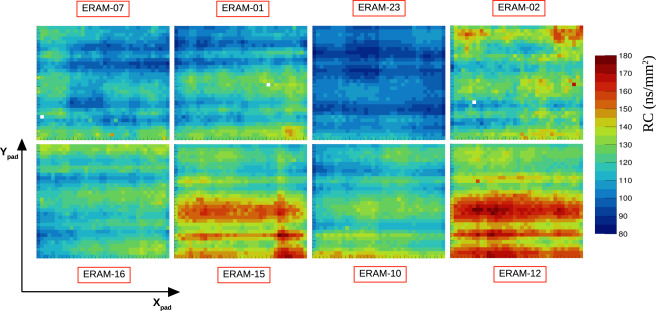 ERAM-07
ERAM-01
ERAM-23
ERAM-02
180
170
160
150
140
130
120
110
100
90
80
RC (ns/mm²)
Ypad
Xpad
ERAM-16
ERAM-15
ERAM-10
ERAM-12